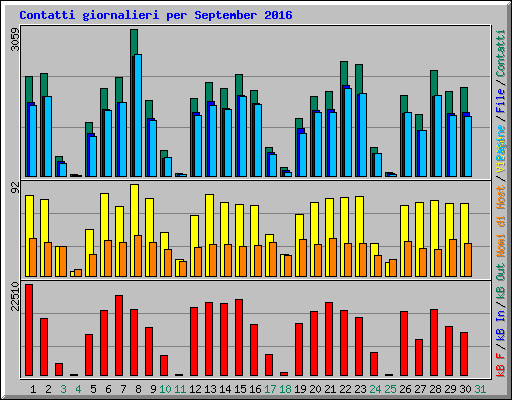 Contatti giornalieri per September 2016
3059
92
22510
1 2 3 4 5 6 7 8 9 10 11 12 13 14 15 16 17 18 19 20 21 22 23 24 25 26 27 28 29 30 31
kB F / kB In / kB Out Nomi di Host / Pagine / File / Contatti